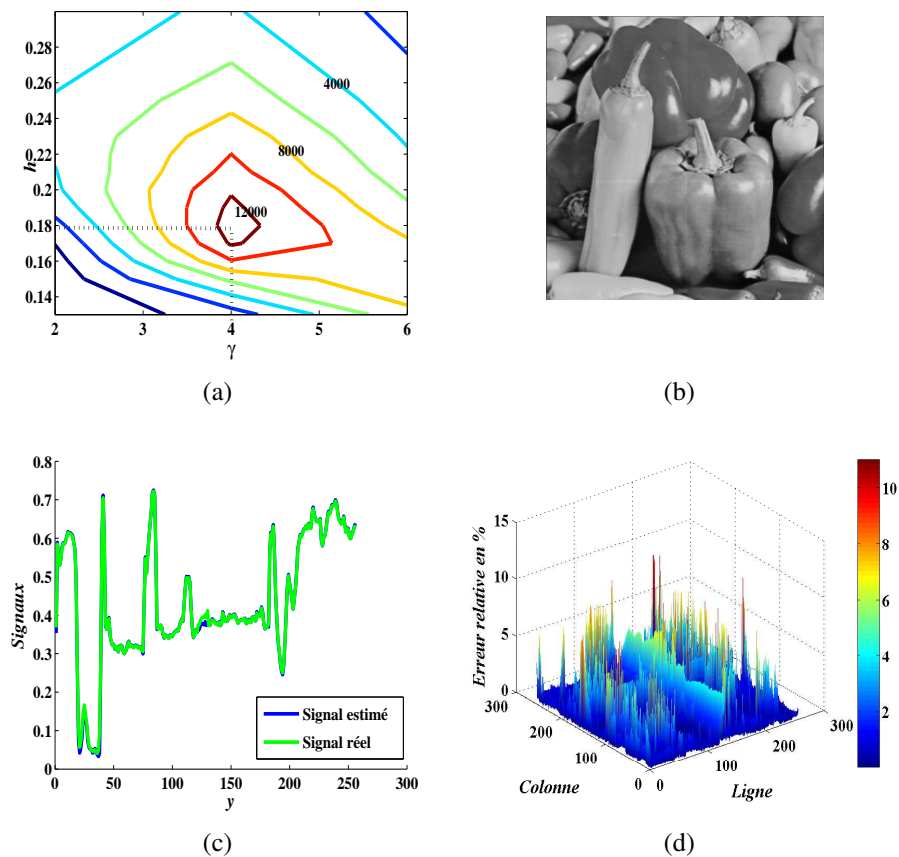 0.28
0.26
0.24
0.22
h
0.2
0.18
0.16
0.14
4000
8000
12000
2 3 4 5 6
γ
(a)
(b)
0.8
0.7
0.6
0.5
0.4
0.3
0.2
0.1
0
Signaux
Signal estimé
Signal réel
0 50 100 150 200 250 300
y
(c)
15
10
5
0
Erreur relative en %
300
200
100
0
Colonne
0
100
200
300
Ligne
10
8
6
4
2
(d)